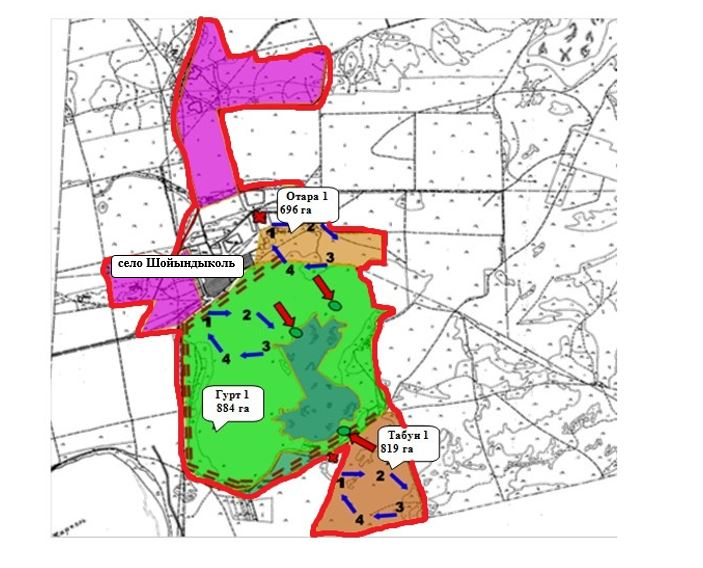 Отара 1
696 га
1 2
3
4
село Шойындыколь
1 2
3
4
Гурт 1
884 га
Табун 1
819 га
1 2
3
4